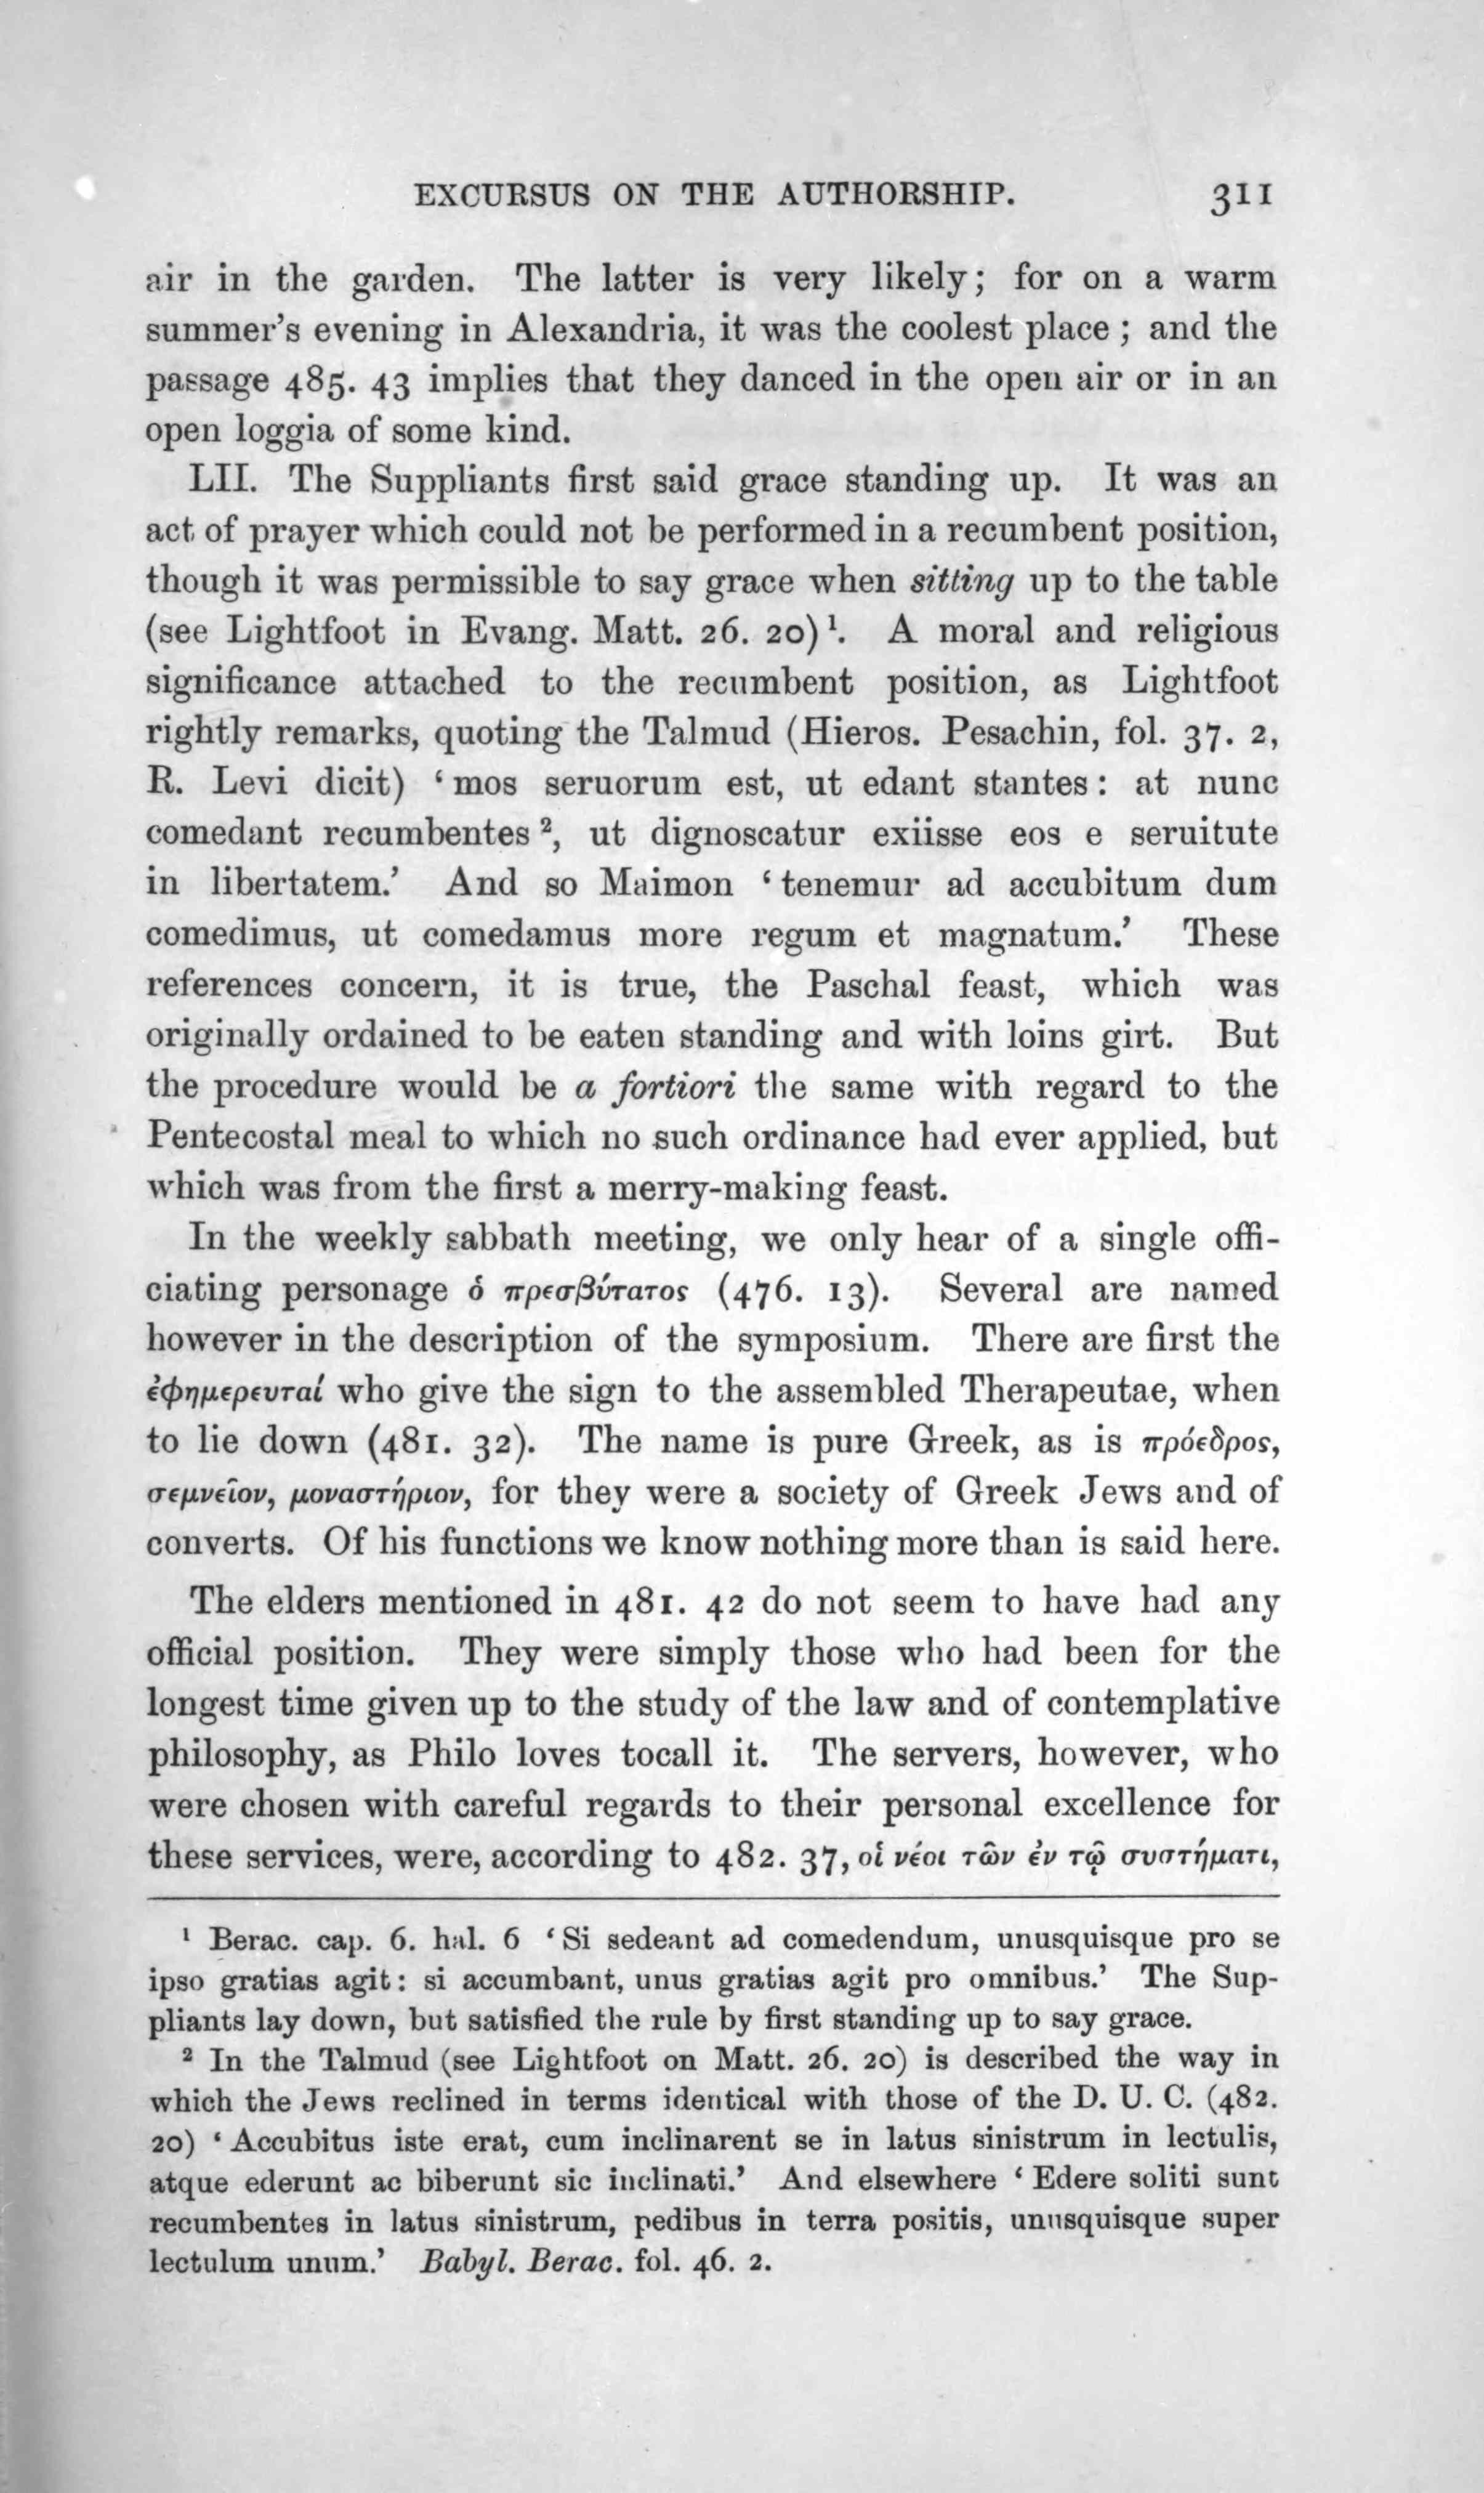 EXCURSUS ON THE AUTHORSHIP. 311
air in the garden. The latter is very likely; for on a warm
summer's evening in Alexandria, it was the coolest place ; and the
passage 485. 43 implies that they danced in the open air or in an
open loggia of some kind.
LII. The Suppliants first said grace standing up. It was an
act of prayer which could not be performed in a recumbent position,
though it was permissible to say grace when sitting up to the table
(see Lightfoot in Evang. Matt. 26. 20) ¹. A moral and religious
significance attached to the recumbent position, as Lightfoot
rightly remarks, quoting the Talmud (Hieros. Pesachin, fol. 37. 2,
R. Levi dicit) ‘ mos seruorum est, ut edant stantes : at nunc
comedant recumbentes ², ut dignoscatur exiisse eos e seruitute
in libertatem.’ And so Maimon ‘ tenemur ad accubitum dum
comedimus, ut comedamus more regum et magnatum.’ These
references concern, it is true, the Paschal feast, which was
originally ordained to be eaten standing and with loins girt. But
the procedure would be a fortiori the same with regard to the
Pentecostal meal to which no such ordinance had ever applied, but
which was from the first a merry-making feast.
In the weekly sabbath meeting, we only hear of a single offi-
ciating personage ὁ πρεσβύτατος (476. 13). Several are named
however in the description of the symposium. There are first the
ἐφημερευταί who give the sign to the assembled Therapeutae, when
to lie down (481. 32). The name is pure Greek, as is πρόεδρος,
σεμνεῖον, μοναστήριον, for they were a society of Greek Jews and of
converts. Of his functions we know nothing more than is said here.
The elders mentioned in 481. 42 do not seem to have had any
official position. They were simply those who had been for the
longest time given up to the study of the law and of contemplative
philosophy, as Philo loves tocall it. The servers, however, who
were chosen with careful regards to their personal excellence for
these services, were, according to 482. 37, οἱ νέοι τῶν ἐν τῷ συστήματι,
¹ Berac. cap. 6. hal. 6 ‘ Si sedeant ad comedendum, unusquisque pro se
ipso gratias agit : si accumbant, unus gratias agit pro omnibus.’ The Sup-
pliants lay down, but satisfied the rule by first standing up to say grace.
² In the Talmud (see Lightfoot on Matt. 26. 20) is described the way in
which the Jews reclined in terms identical with those of the D. U. C. (482.
20) ‘ Accubitus iste erat, cum inclinarent se in latus sinistrum in lectulis,
atque ederunt ac biberunt sic inclinati.’ And elsewhere ‘ Edere soliti sunt
recumbentes in latus sinistrum, pedibus in terra positis, unusquisque super
lectulum unum.’ Babyl. Berac. fol. 46. 2.